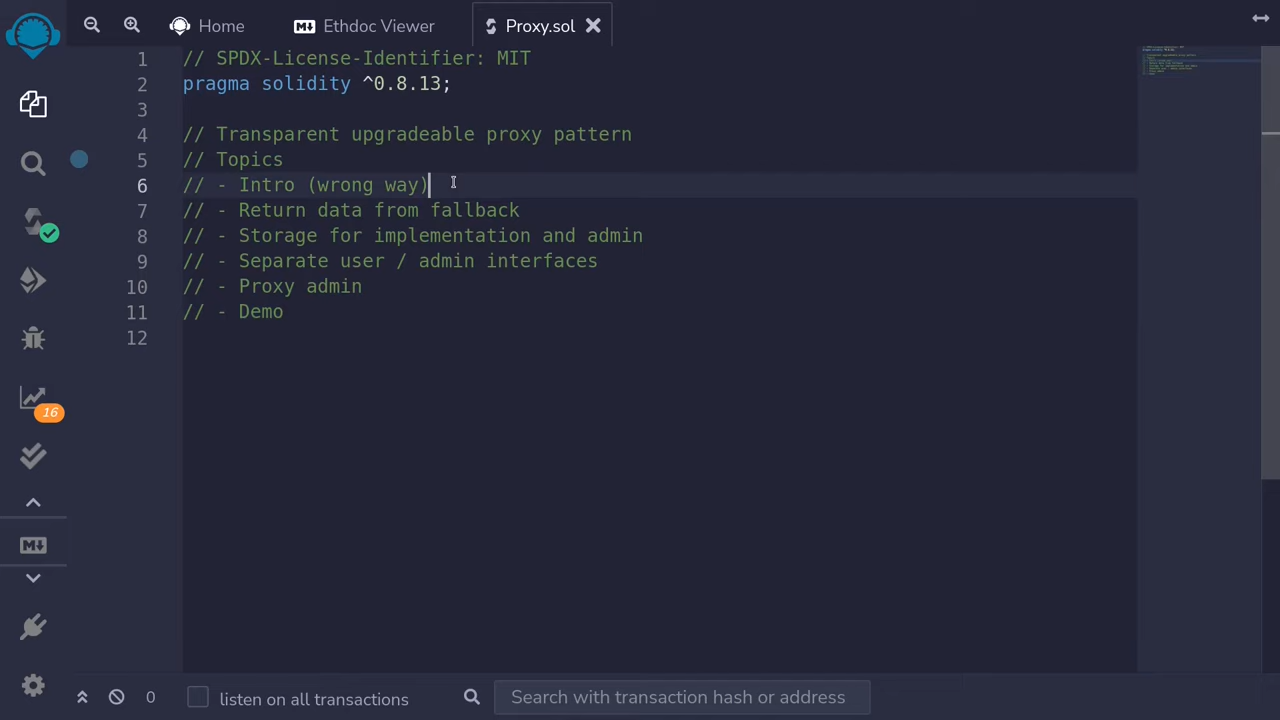 Home
Ethdoc Viewer
Proxy.sol
1 // SPDX-License-Identifier: MIT
2 pragma solidity ^0.8.13;
3
4 // Transparent upgradeable proxy pattern
5 // Topics
6 // - Intro (wrong way)
7 // - Return data from fallback
8 // - Storage for implementation and admin
9 // - Separate user / admin interfaces
10 // - Proxy admin
11 // - Demo
12
16
0
listen on all transactions
Search with transaction hash or address